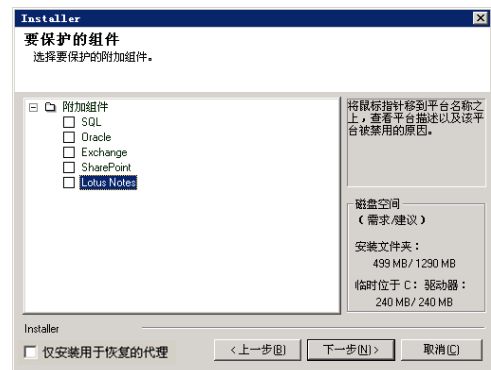 Installer
要保护的组件
选择要保护的附加组件。
附加组件
SQL
Oracle
Exchange
SharePoint
Lotus Notes
将鼠标指针移到平台名称之
上，查看平台描述以及该平
台被禁用的原因。
磁盘空间
（需求/建议）
安装文件夹：
499 MB/ 1290 MB
临时位于 C： 驱动器：
240 MB/ 240 MB
Installer
仅安装用于恢复的代理
<上一步(B)
下一步(N)>
取消(C)